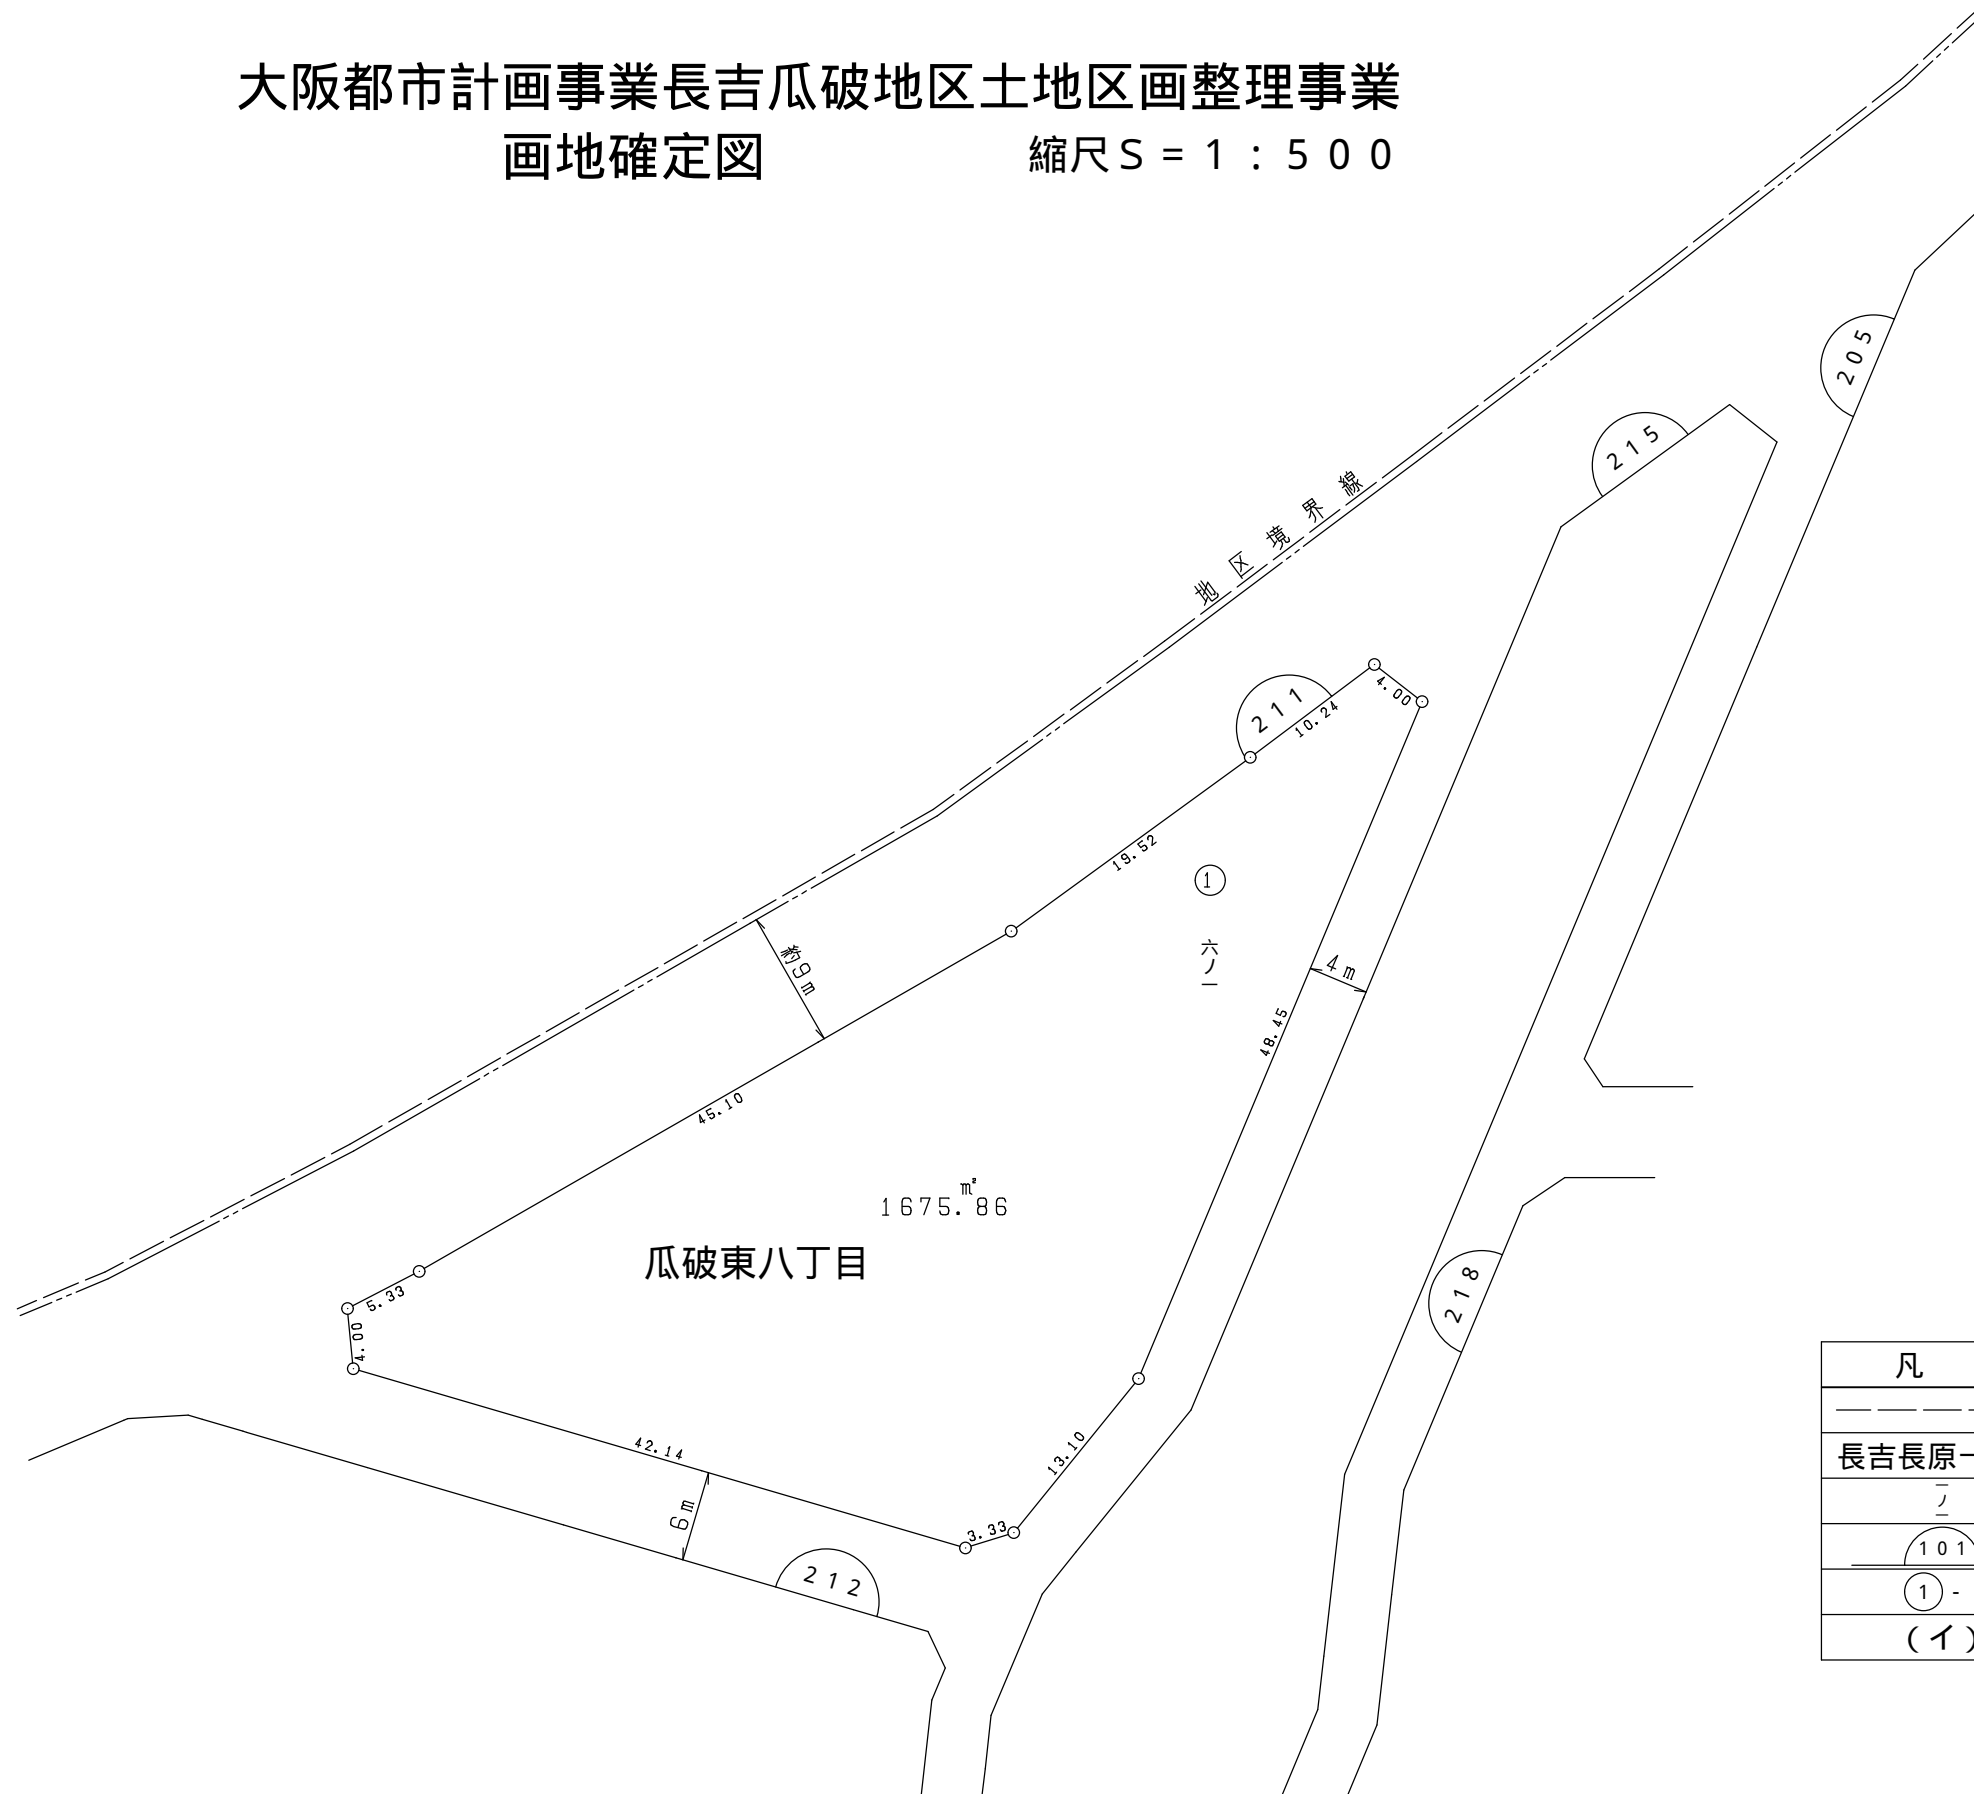 大阪都市計画事業長吉瓜破地区土地区画整理事業
画地確定図
縮尺S=1:500
205
215
地区境界線
211
4.00
10.24
19.52
1
六ノ一
約9m
4m
48.45
45.10
㎡
1675.86
瓜破東八丁目
5.33
4.00
218
42.14
13.10
6m
3.33
212
凡
長吉長原一
一ノ一
101
1-
(イ)